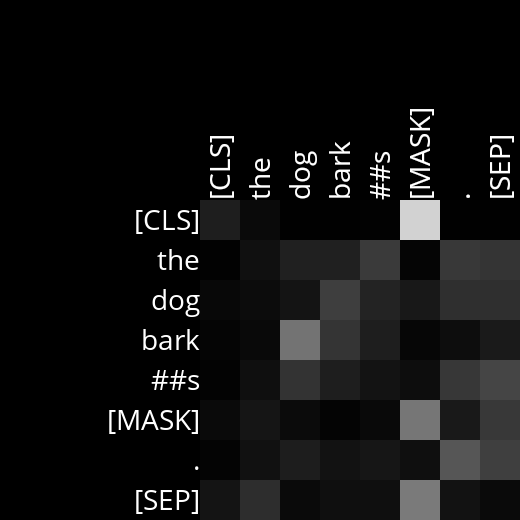 [CLS] the dog bark ##s [MASK] . [SEP]
[CLS]
the
dog
bark
##s
[MASK]
.
[SEP]